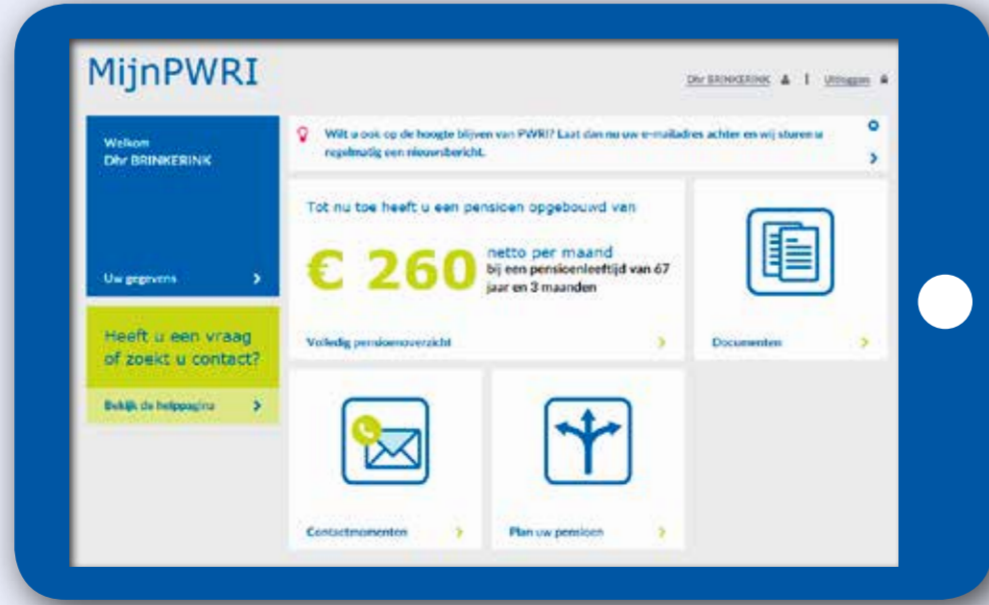 MijnPWRI
Dhr BRINKERINK | Uitloggen
Welkom
Dhr BRINKERINK
Uw gegevens
Heeft u een vraag
of zoekt u contact?
Bekijk de helppagina
Wilt u ook op de hoogte blijven van PWRI? Laat dan nu uw e-mailadres achter en wij sturen u
regelmatig een nieuwsbericht.
Tot nu toe heeft u een pensioen opgebouwd van
€ 260
netto per maand
bij een pensioenleeftijd van 67
jaar en 3 maanden
Volledig pensioenoverzicht
Documenten
Contactmomenten
Plan uw pensioen